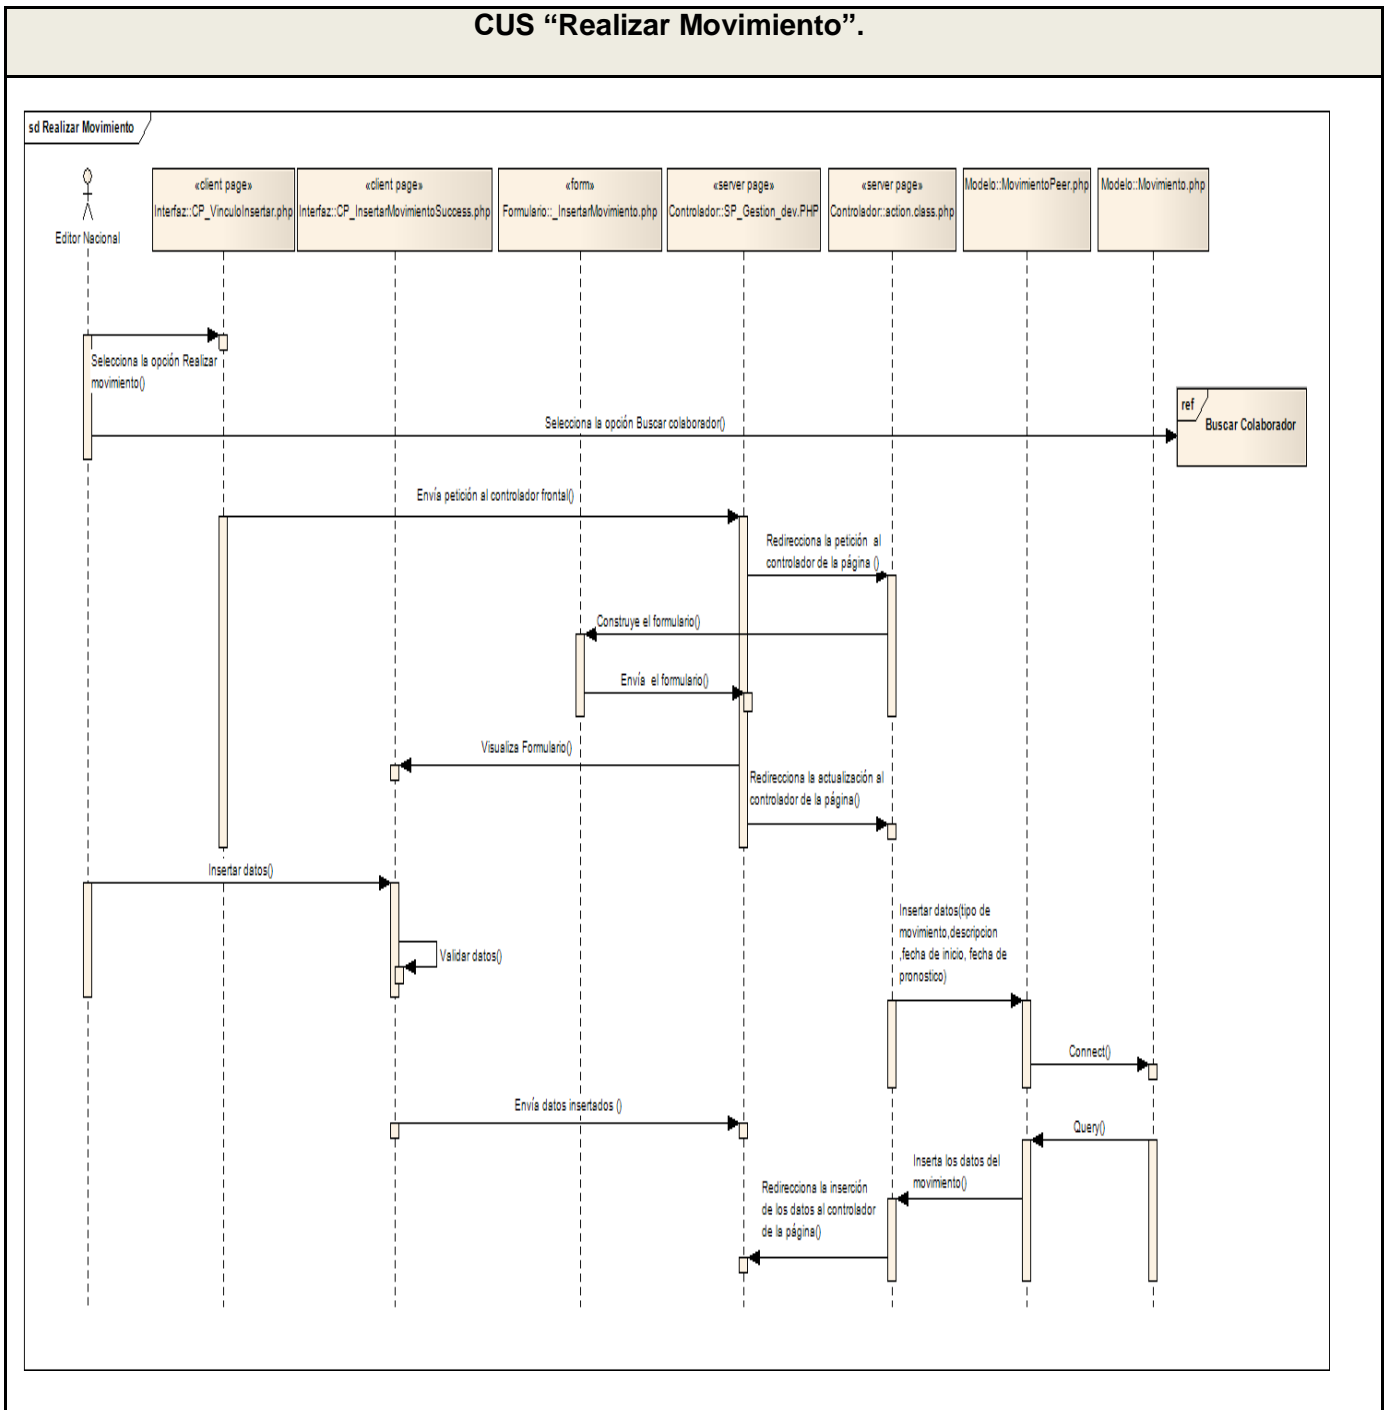 CUS “Realizar Movimiento”.
sd Realizar Movimiento
Editor Nacional
«client page»
Interfaz::CP_VinculoInsertar.php
«client page»
Interfaz::CP_InsertarMovimientoSuccess.php
«form»
Formulario::_InsertarMovimiento.php
«server page»
Controlador::SP_Gestion_dev.PHP
«server page»
Controlador::action.class.php
Modelo::MovimientoPeer.php
Modelo::Movimiento.php
Selecciona la opción Realizar
movimiento()
ref
Buscar Colaborador
Selecciona la opción Buscar colaborador()
Envía petición al controlador frontal()
Redirecciona la petición al
controlador de la página ()
Construye el formulario()
Envía el formulario()
Visualiza Formulario()
Redirecciona la actualización al
controlador de la página()
Insertar datos()
Validar datos()
Insertar datos(tipo de
movimiento,descripcion
,fecha de inicio, fecha de
pronostico)
Connect()
Envía datos insertados ()
Query()
Inserta los datos del
movimiento()
Redirecciona la inserción
de los datos al controlador
de la página()